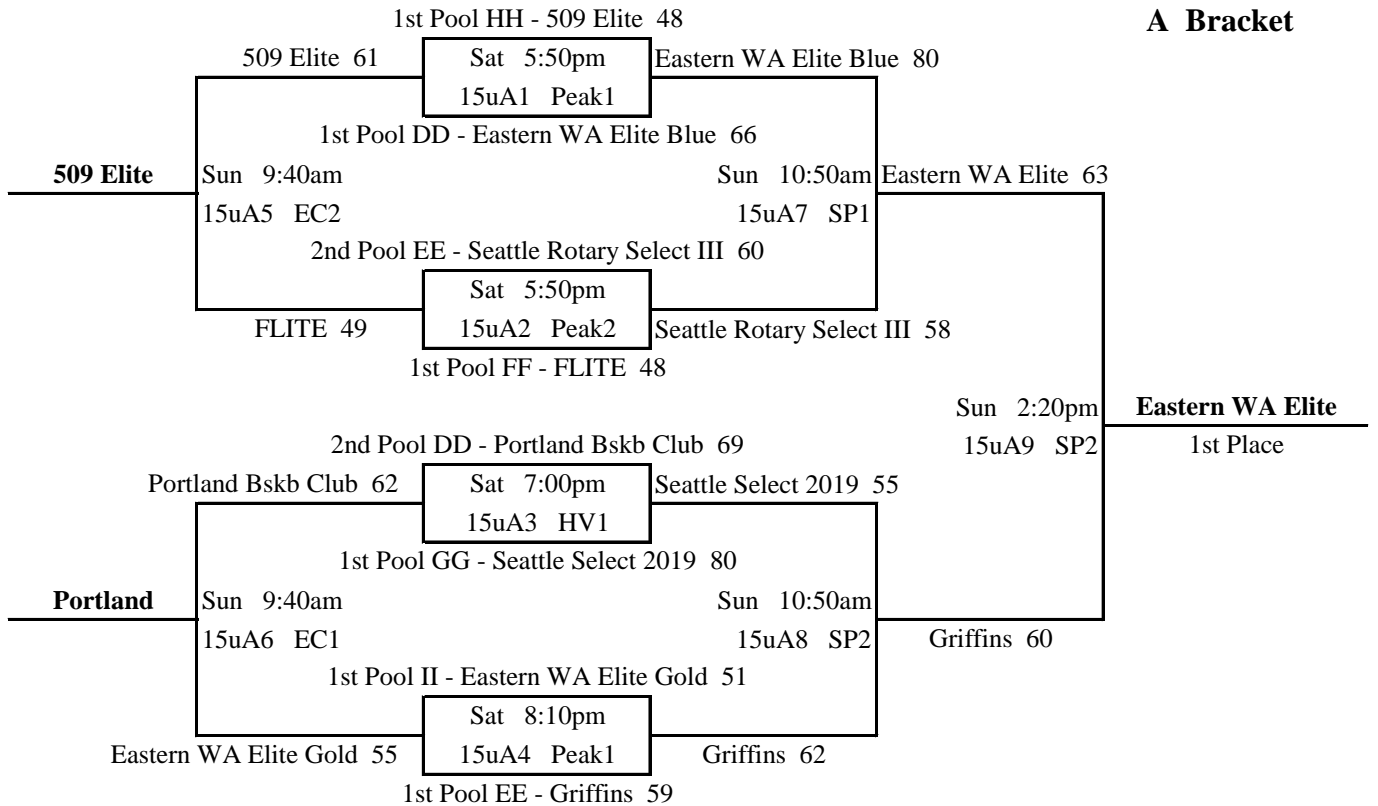 1st Pool HH - 509 Elite 48
A Bracket
509 Elite 61
Sat 5:50pm
Eastern WA Elite Blue 80
15uA1 Peak1
1st Pool DD - Eastern WA Elite Blue 66
509 Elite
Sun 9:40am
Sun 10:50am
Eastern WA Elite 63
15uA5 EC2
15uA7 SP1
2nd Pool EE - Seattle Rotary Select III 60
Sat 5:50pm
FLITE 49
15uA2 Peak2
Seattle Rotary Select III 58
1st Pool FF - FLITE 48
Sun 2:20pm
Eastern WA Elite
15uA9 SP2
1st Place
2nd Pool DD - Portland Bskb Club 69
Portland Bskb Club 62
Sat 7:00pm
Seattle Select 2019 55
15uA3 HV1
1st Pool GG - Seattle Select 2019 80
Portland
Sun 9:40am
Sun 10:50am
15uA6 EC1
15uA8 SP2
Griffins 60
1st Pool II - Eastern WA Elite Gold 51
Sat 8:10pm
Eastern WA Elite Gold 55
15uA4 Peak1
Griffins 62
1st Pool EE - Griffins 59